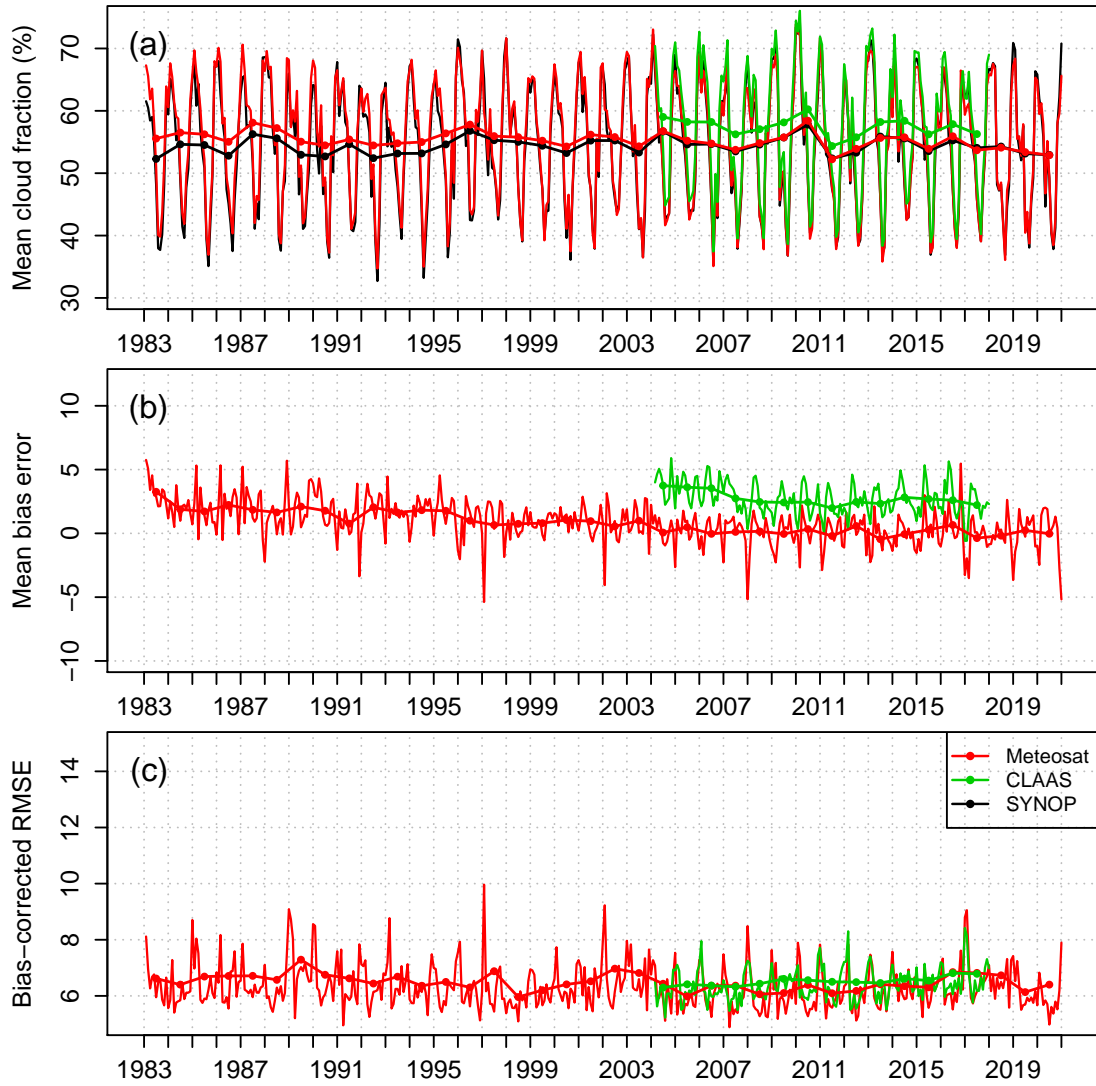 (a)
Mean cloud fraction (%)
70
60
50
40
30
1983 1987 1991 1995 1999 2003 2007 2011 2015 2019
(b)
Mean bias error
10
5
0
−5
−10
1983 1987 1991 1995 1999 2003 2007 2011 2015 2019
(c)
Bias−corrected RMSE
14
12
10
8
6
Meteosat
CLAAS
SYNOP
1983 1987 1991 1995 1999 2003 2007 2011 2015 2019